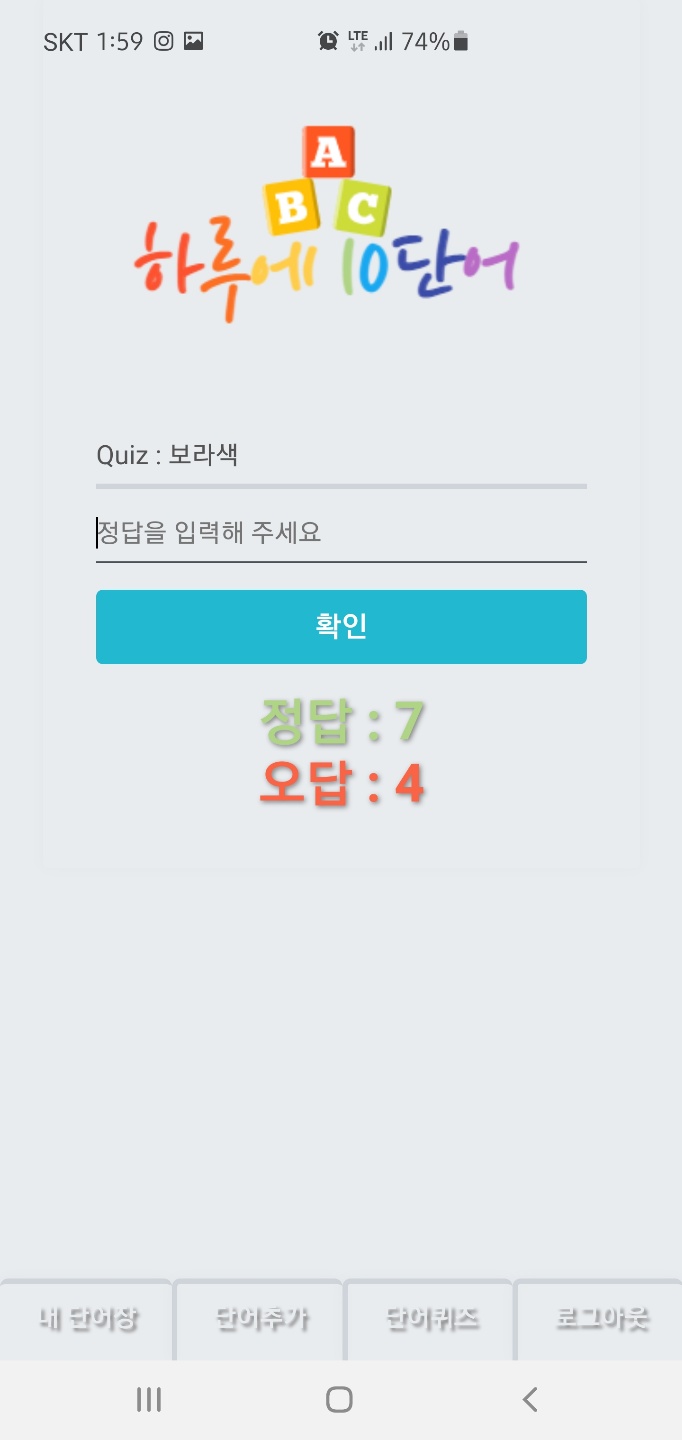 SKT 1:59 LTE 74%
A
B C
하루에 10단어
Quiz : 보라색
정답을 입력해 주세요
확인
정답 : 7
오답 : 4
내 단어장 단어추가 단어퀴즈 로그아웃